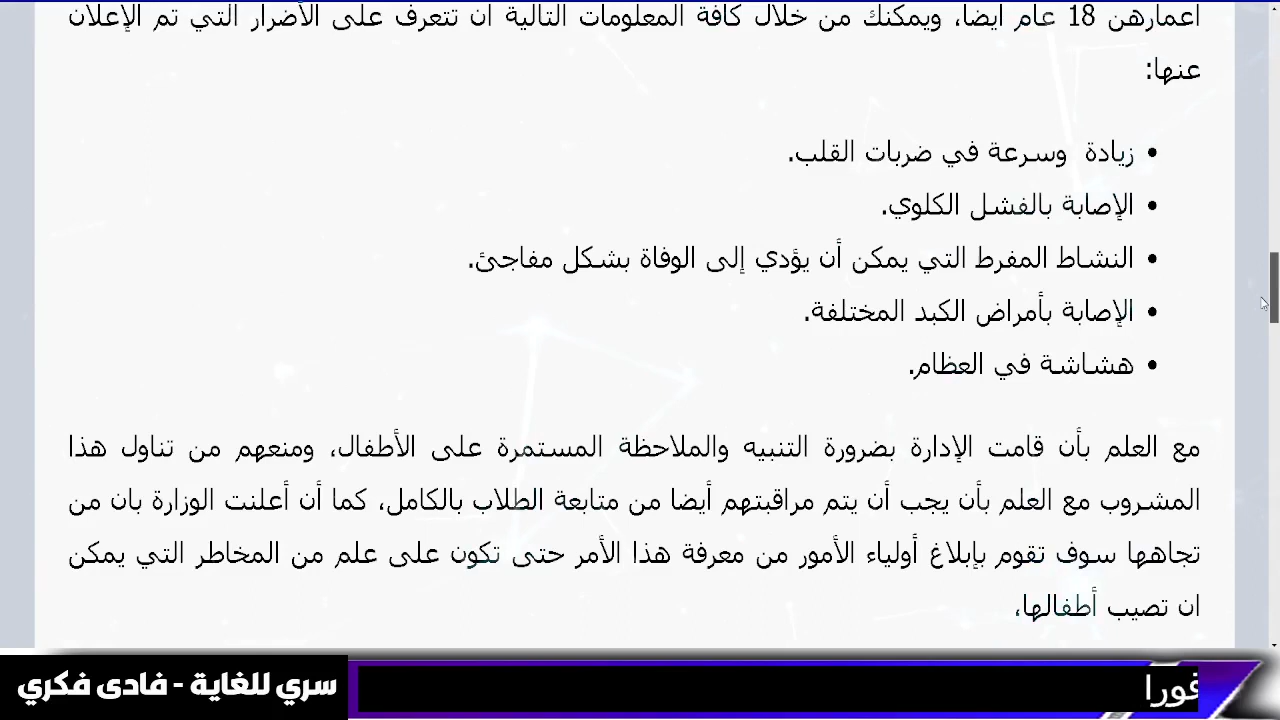 أعمارهن 18 عام أيضا، ويمكنك من خلال كافة المعلومات التالية أن تتعرف على الأضرار التي تم الإعلان
عنها:
• زيادة وسرعة في ضربات القلب.
• الإصابة بالفشل الكلوي.
• النشاط المفرط التي يمكن أن يؤدي إلى الوفاة بشكل مفاجئ.
• الإصابة بأمراض الكبد المختلفة.
• هشاشة في العظام.
مع العلم بأن قامت الإدارة بضرورة التنبيه والملاحظة المستمرة على الأطفال، ومنعهم من تناول هذا
المشروب مع العلم بأن يجب أن يتم مراقبتهم أيضا من متابعة الطلاب بالكامل، كما أن أعلنت الوزارة بان من
تجاهها سوف تقوم بإبلاغ أولياء الأمور من معرفة هذا الأمر حتى تكون على علم من المخاطر التي يمكن
ان تصيب أطفالها،
فورا
سري للغاية - فادى فكري